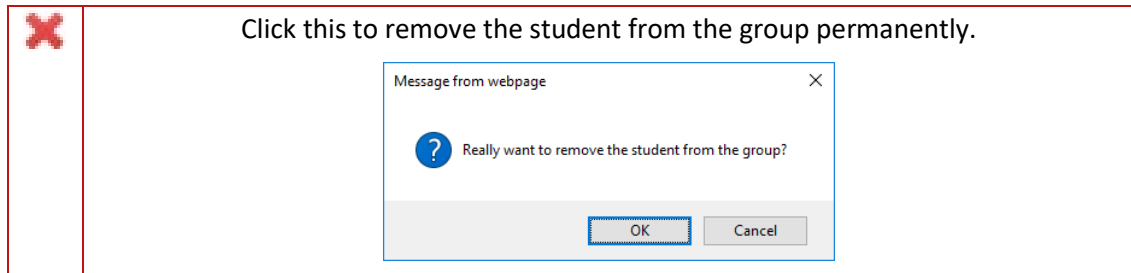 Click this to remove the student from the group permanently.
Message from webpage
Really want to remove the student from the group?
OK
Cancel